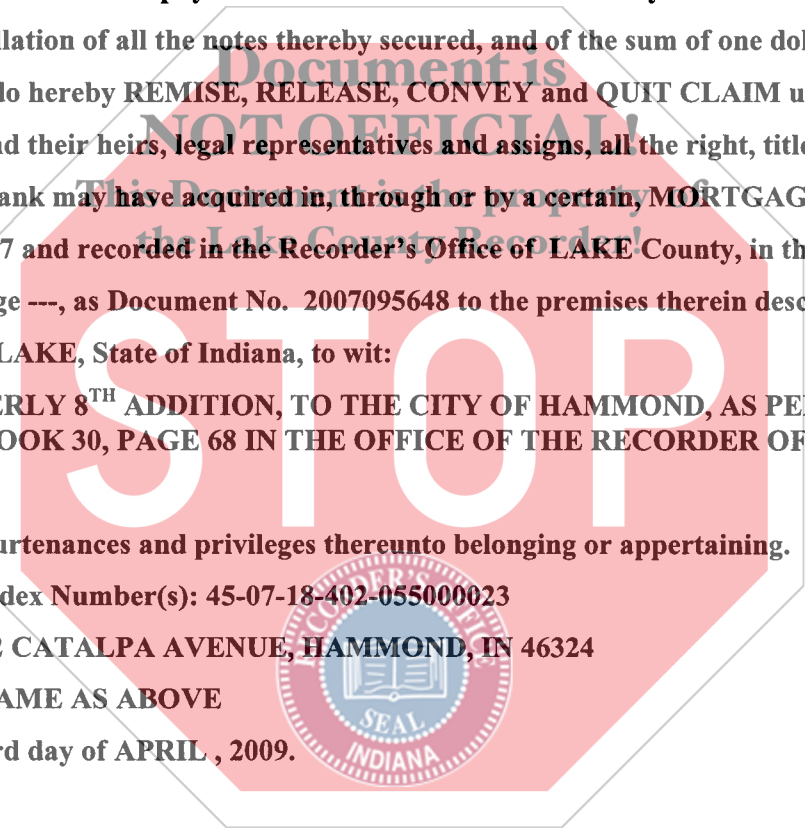 llation of all the notes thereby secured, and of the sum of one dol
lo hereby REMISE, RELEASE, CONVEY and QUIT CLAIM u
nd their heirs, legal representatives and assigns, all the right, title
ank may have acquired in, through or by a certain, MORTGAG
7 and recorded in the Recorder's Office of LAKE County, in th
ge ---, as Document No. 2007095648 to the premises therein desc
LAKE, State of Indiana, to wit:
ERLY 8TH ADDITION, TO THE CITY OF HAMMOND, AS PE
OOK 30, PAGE 68 IN THE OFFICE OF THE RECORDER OF
urtenances and privileges thereunto belonging or appertaining.
dex Number(s): 45-07-18-402-055000023
2 CATALPA AVENUE, HAMMOND, IN 46324
AME AS ABOVE
rd day of APRIL , 2009.
Document is
NOT OFFICIAL!
This Document is the property of
the Lake County Recorder!
STOP
RECORDER'S OFFICE
SEAL
INDIANA